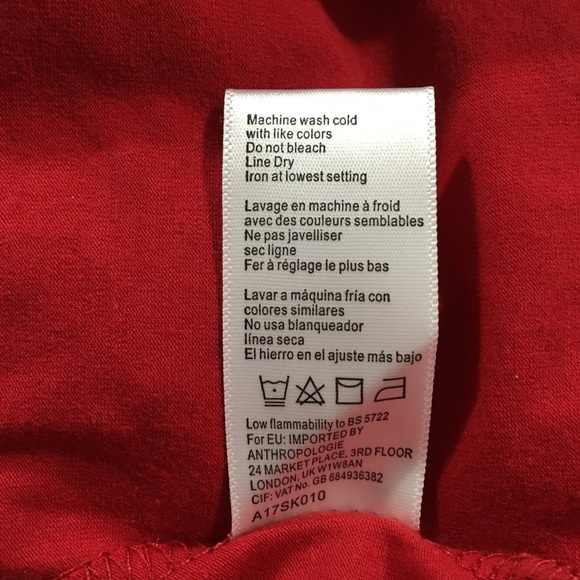 Machine wash cold
with like colors
Do not bleach
Line Dry
Iron at lowest setting
Lavage en machine à froid
avec des couleurs semblables
Ne pas javelliser
sec ligne
Fer à réglage le plus bas
Lavar a máquina fría con
colores similares
No usa blanqueador
línea seca
El hierro en el ajuste más bajo
Low flammability to BS 5722
For EU: IMPORTED BY
ANTHROPOLOGIE
24 MARKET PLACE, 3RD FLOOR
LONDON, UK W1W8AN
CIF: VAT No. GB 684936382
A17SK010